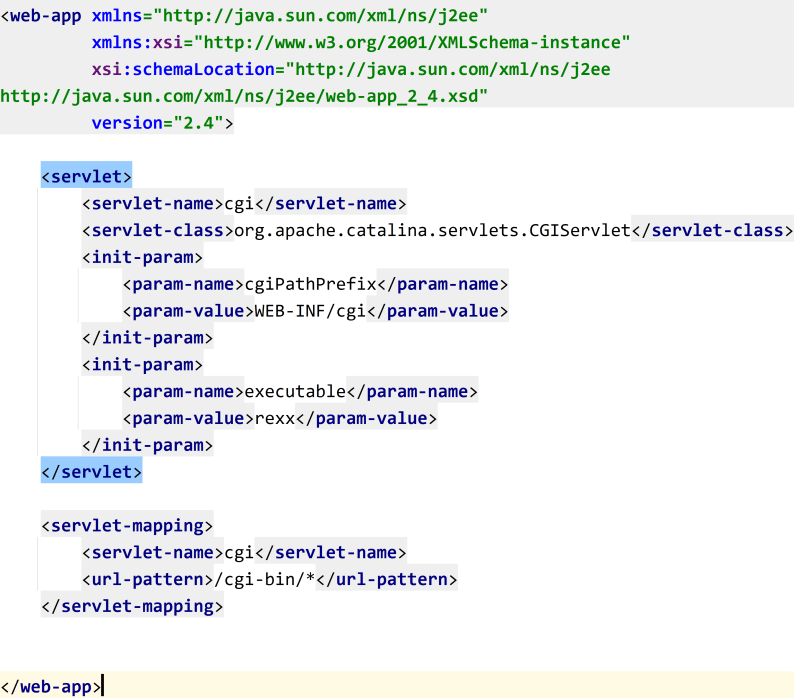 <web-app xmlns="http://java.sun.com/xml/ns/j2ee"
         xmlns:xsi="http://www.w3.org/2001/XMLSchema-instance"
         xsi:schemaLocation="http://java.sun.com/xml/ns/j2ee
http://java.sun.com/xml/ns/j2ee/web-app_2_4.xsd"
         version="2.4">
    <servlet>
        <servlet-name>cgi</servlet-name>
        <servlet-class>org.apache.catalina.servlets.CGIServlet</servlet-class>
        <init-param>
            <param-name>cgiPathPrefix</param-name>
            <param-value>WEB-INF/cgi</param-value>
        </init-param>
        <init-param>
            <param-name>executable</param-name>
            <param-value>rexx</param-value>
        </init-param>
    </servlet>
    <servlet-mapping>
        <servlet-name>cgi</servlet-name>
        <url-pattern>/cgi-bin/*</url-pattern>
    </servlet-mapping>
</web-app>